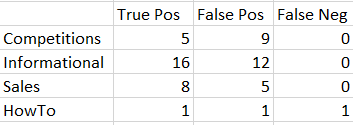 True Pos False Pos False Neg
Competitions 5 9 0
Informational 16 12 0
Sales 8 5 0
HowTo 1 1 1